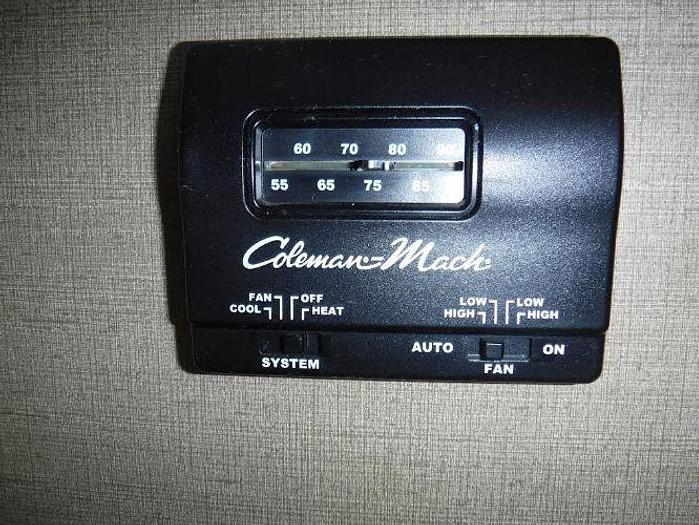 60 70 80 90
55 65 75 85
Coleman-Mach
FAN OFF
COOL HEAT
SYSTEM
LOW LOW
HIGH HIGH
AUTO ON
FAN